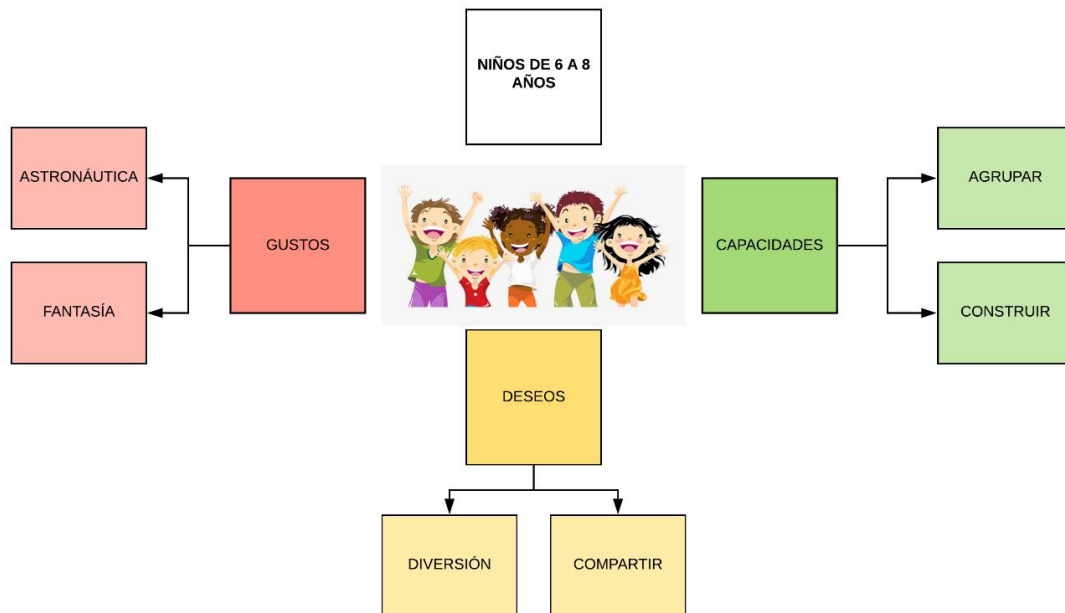 NIÑOS DE 6 A 8
AÑOS
ASTRONÁUTICA
FANTASÍA
GUSTOS
CAPACIDADES
AGRUPAR
CONSTRUIR
DESEOS
DIVERSIÓN
COMPARTIR